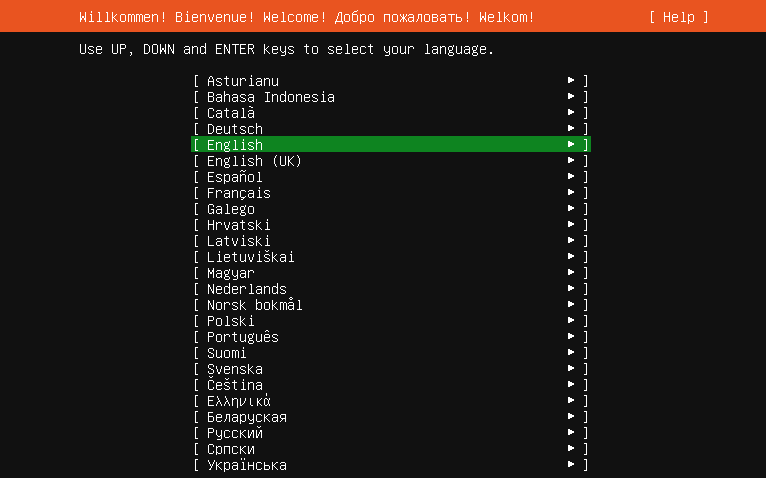 Willkommen! Bienvenue! Welcome! Добро пожаловать! Welkom! [ Help ]
Use UP, DOWN and ENTER keys to select your language.
[ Asturianu ▸ ]
[ Bahasa Indonesia ▸ ]
[ Català ▸ ]
[ Deutsch ▸ ]
[ English ▸ ]
[ English (UK) ▸ ]
[ Español ▸ ]
[ Français ▸ ]
[ Galego ▸ ]
[ Hrvatski ▸ ]
[ Latviski ▸ ]
[ Lietuviškai ▸ ]
[ Magyar ▸ ]
[ Nederlands ▸ ]
[ Norsk bokmål ▸ ]
[ Polski ▸ ]
[ Português ▸ ]
[ Suomi ▸ ]
[ Svenska ▸ ]
[ Čeština ▸ ]
[ Ελληνικά ▸ ]
[ Беларуская ▸ ]
[ Русский ▸ ]
[ Српски ▸ ]
[ Українська ▸ ]